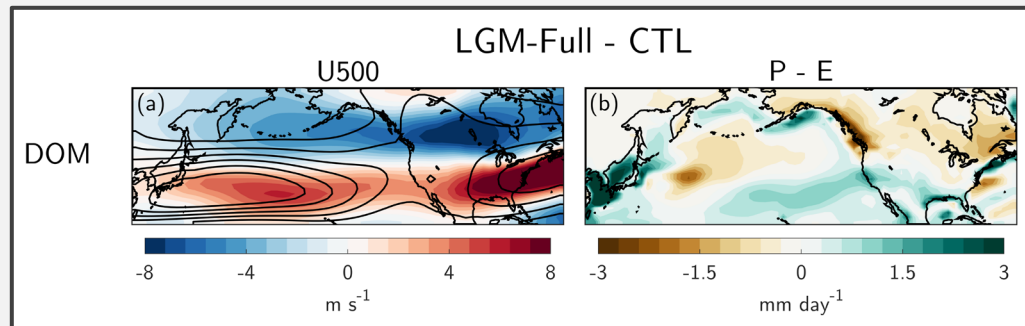 LGM-Full - CTL
U500
P - E
(a)
(b)
DOM
-8 -4 0 4 8
-3 -1.5 0 1.5 3
m s⁻¹
mm day⁻¹